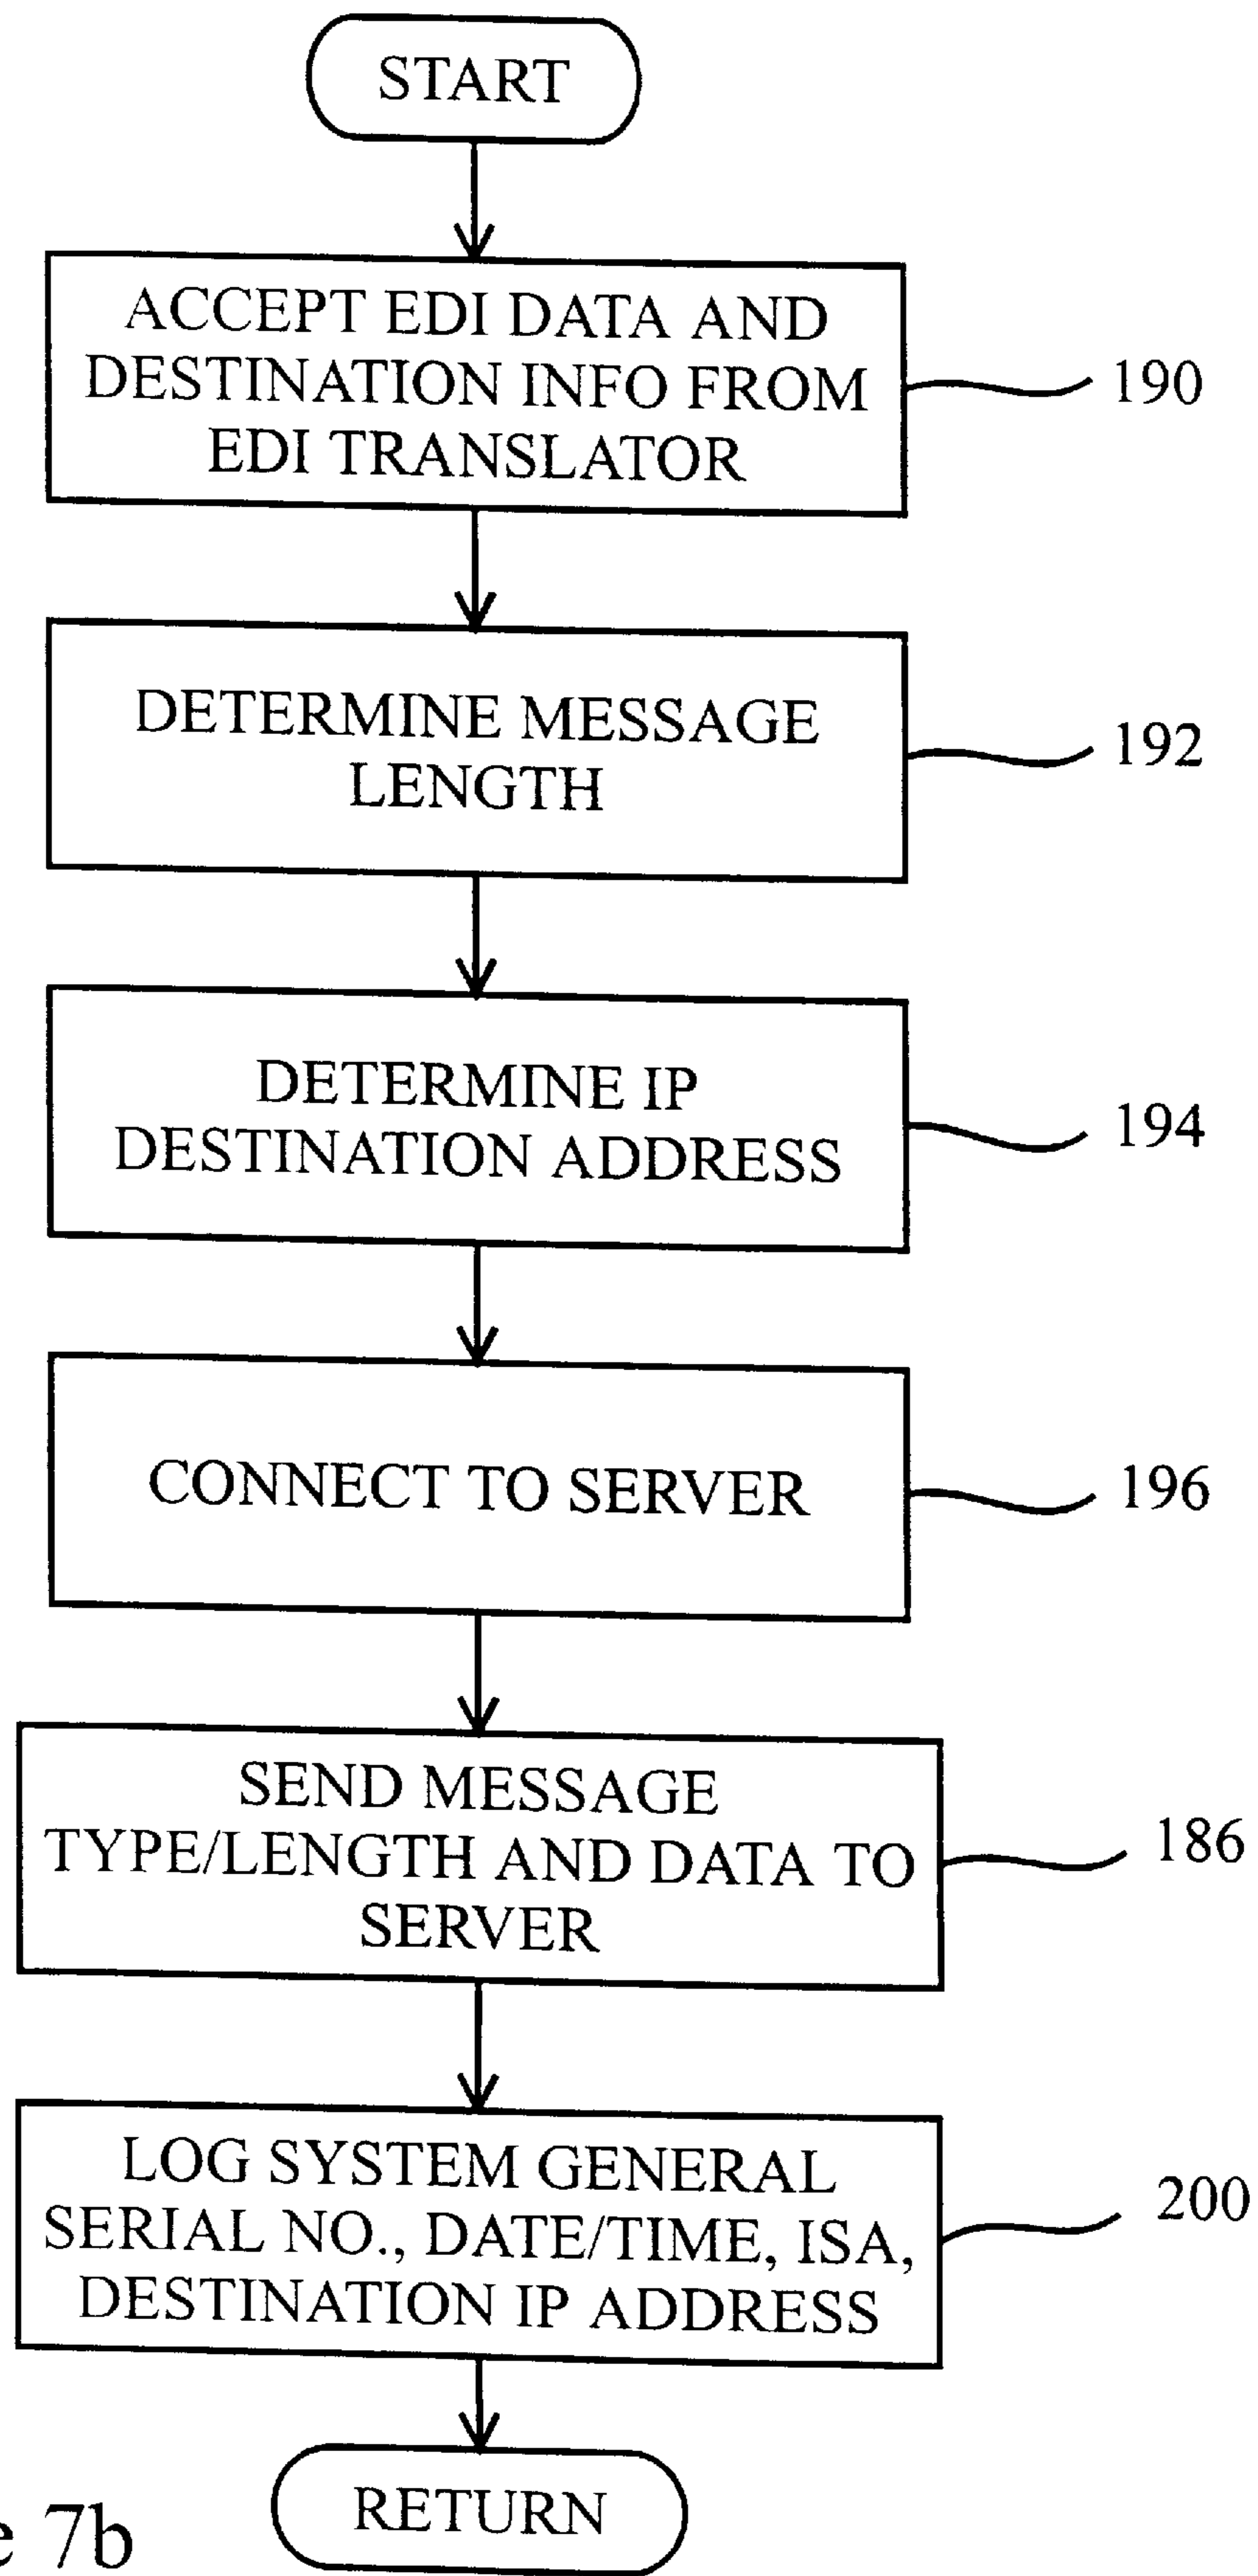 START
ACCEPT EDI DATA AND
DESTINATION INFO FROM
EDI TRANSLATOR
190
DETERMINE MESSAGE
LENGTH
192
DETERMINE IP
DESTINATION ADDRESS
194
CONNECT TO SERVER
196
SEND MESSAGE
TYPE/LENGTH AND DATA TO
SERVER
186
LOG SYSTEM GENERAL
SERIAL NO., DATE/TIME, ISA,
DESTINATION IP ADDRESS
200
RETURN
e 7b